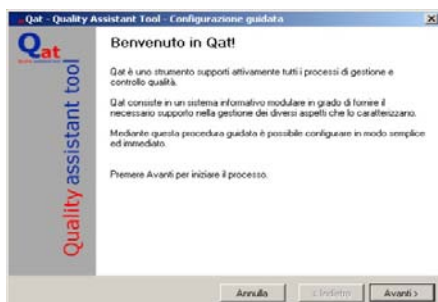 Qat - Quality Assistant Tool - Configurazione guidata
Qat
Quality assistant tool
Benvenuto in Qat!
Qat è uno strumento supporti attivamente tutti i processi di gestione e
controllo qualità.
Qat consiste in un sistema informativo modulare in grado di fornire il
necessario supporto nella gestione dei diversi aspetti che lo caratterizzano.
Mediante questa procedura guidata è possibile configurare in modo semplice
ed immediato.
Premere Avanti per iniziare il processo.
Annulla
< Indietro
Avanti >